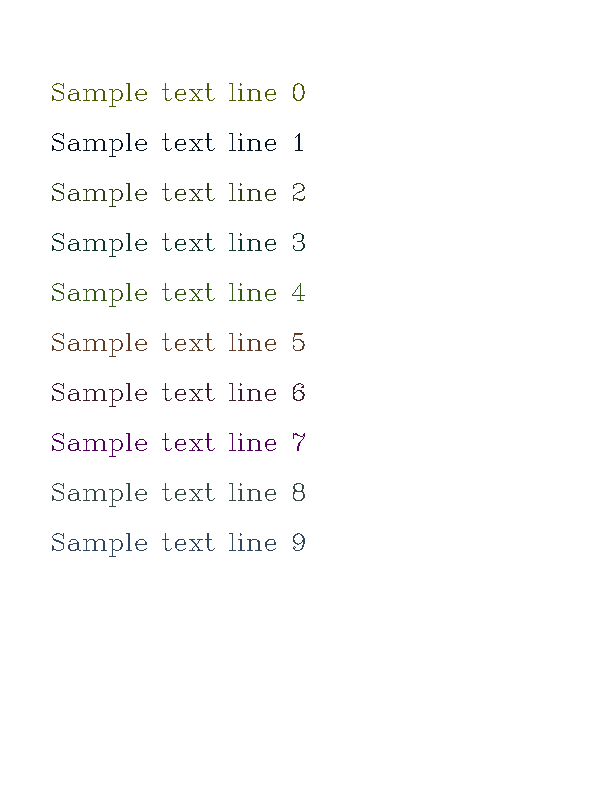 Sample text line 0
Sample text line 1
Sample text line 2
Sample text line 3
Sample text line 4
Sample text line 5
Sample text line 6
Sample text line 7
Sample text line 8
Sample text line 9